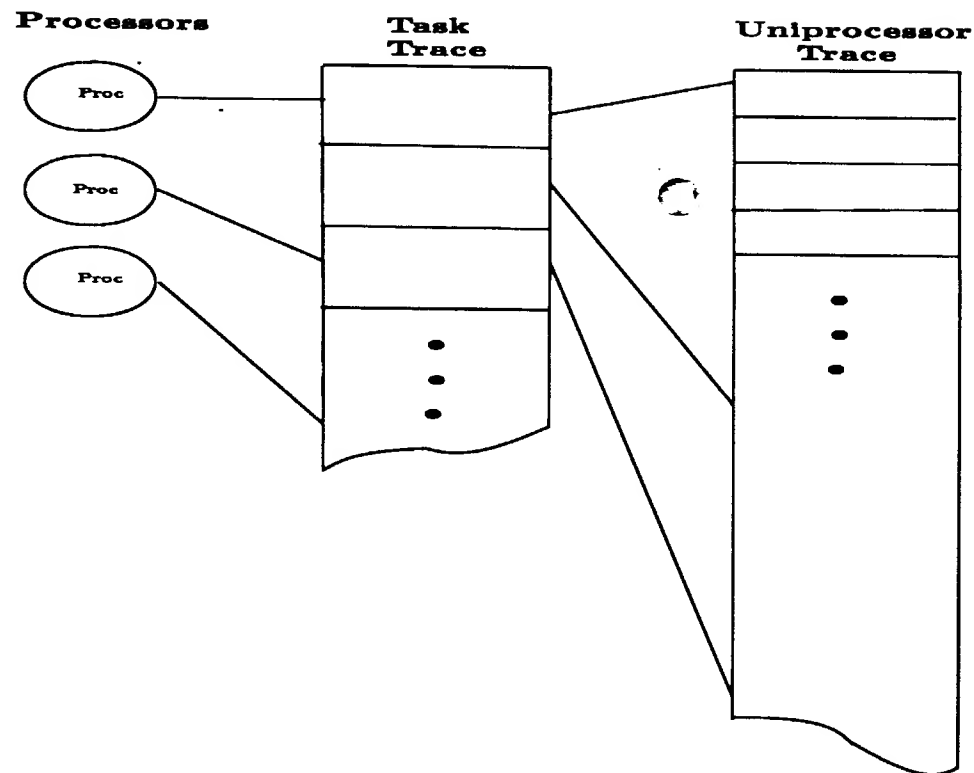 Processors
Task
Trace
Uniprocessor
Trace
Proc
Proc
Proc